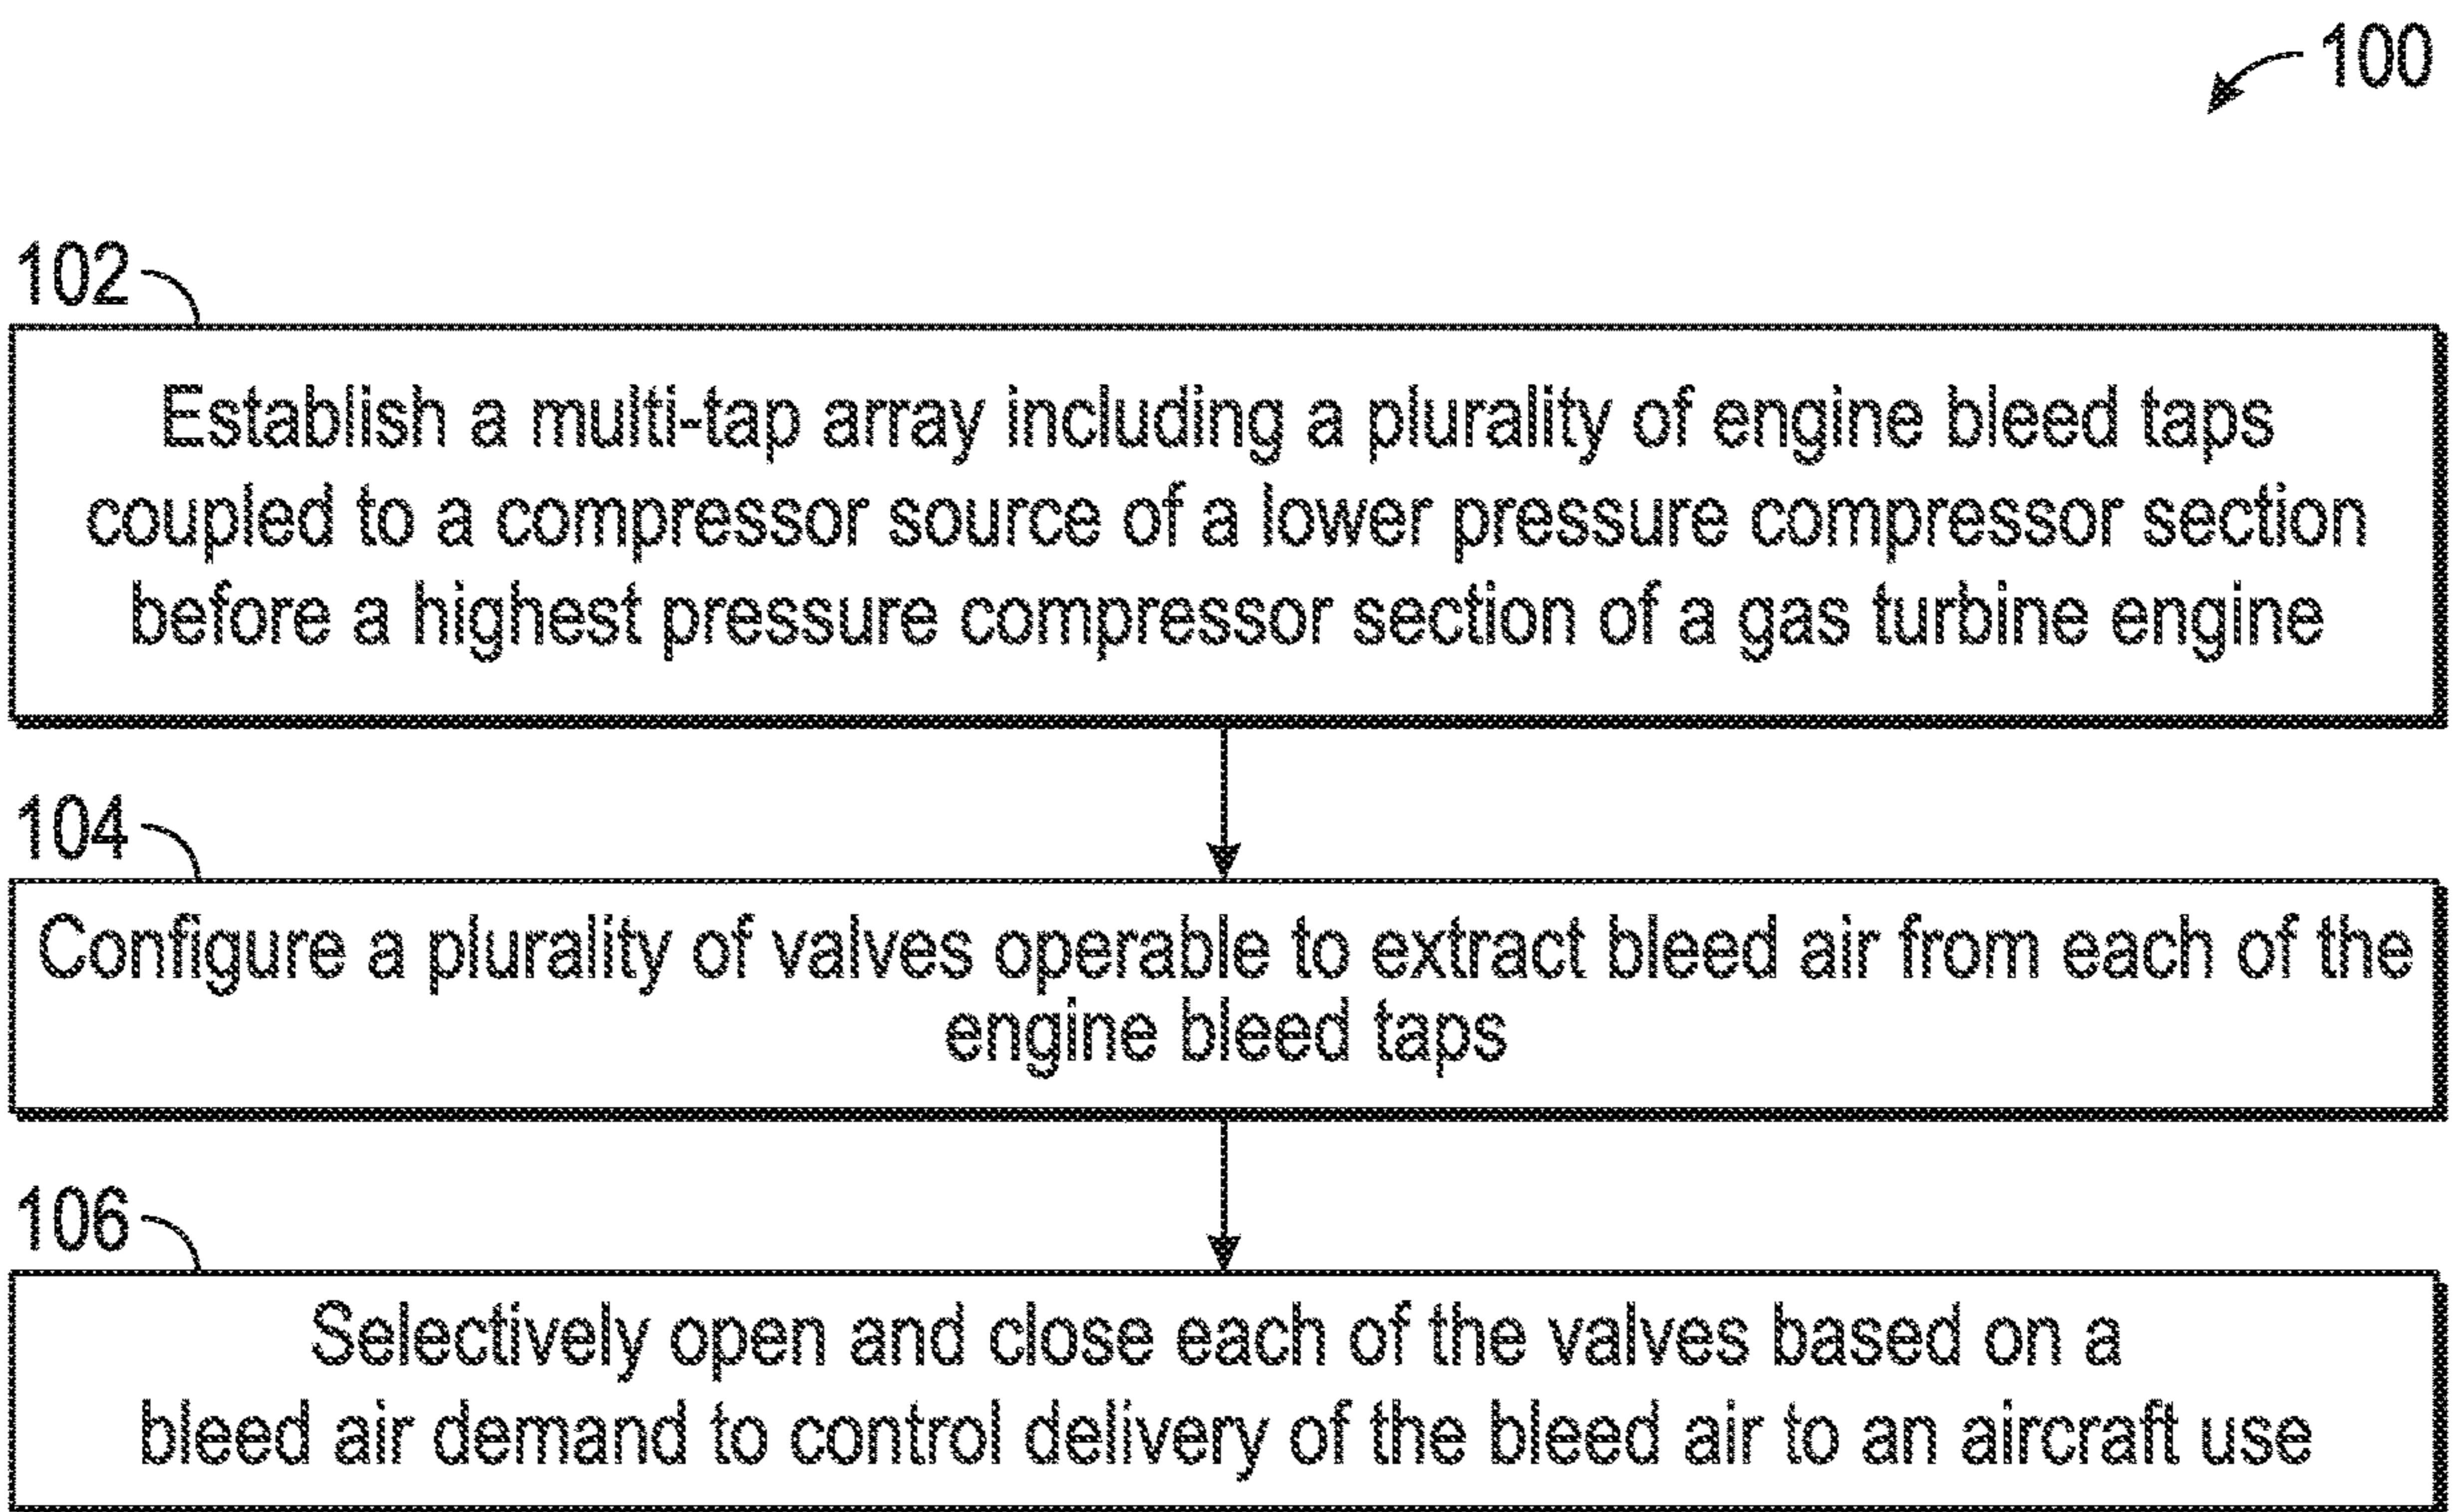 100
102
Establish a multi-tap array including a plurality of engine bleed taps
coupled to a compressor source of a lower pressure compressor section
before a highest pressure compressor section of a gas turbine engine
104
Configure a plurality of valves operable to extract bleed air from each of the
engine bleed taps
106
Selectively open and close each of the valves based on a
bleed air demand to control delivery of the bleed air to an aircraft use